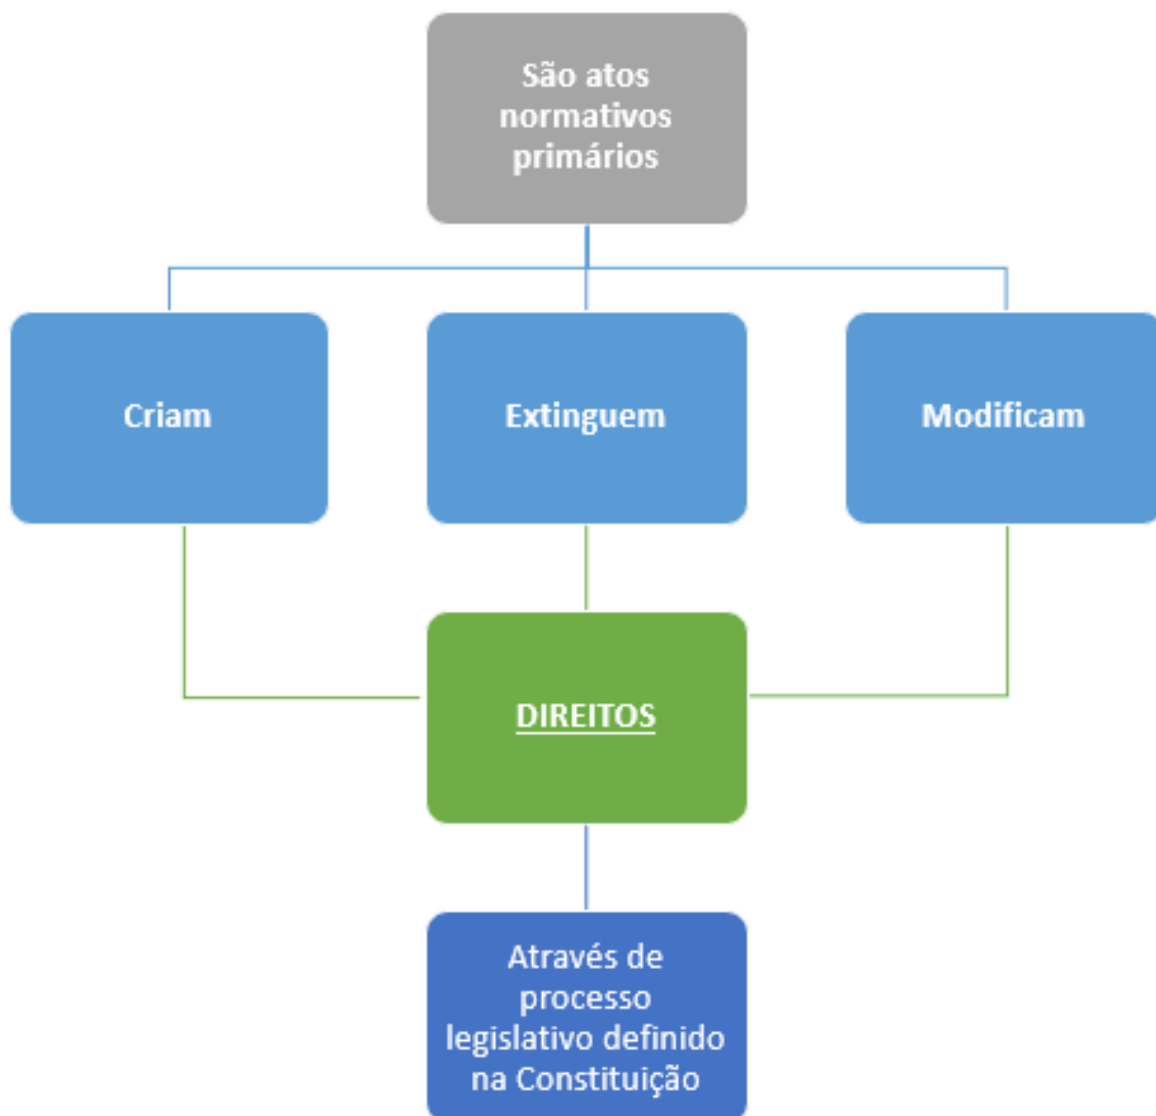 São atos
normativos
primários
Criam
Extinguem
Modificam
DIREITOS
Através de
processo
legislativo definido
na Constituição